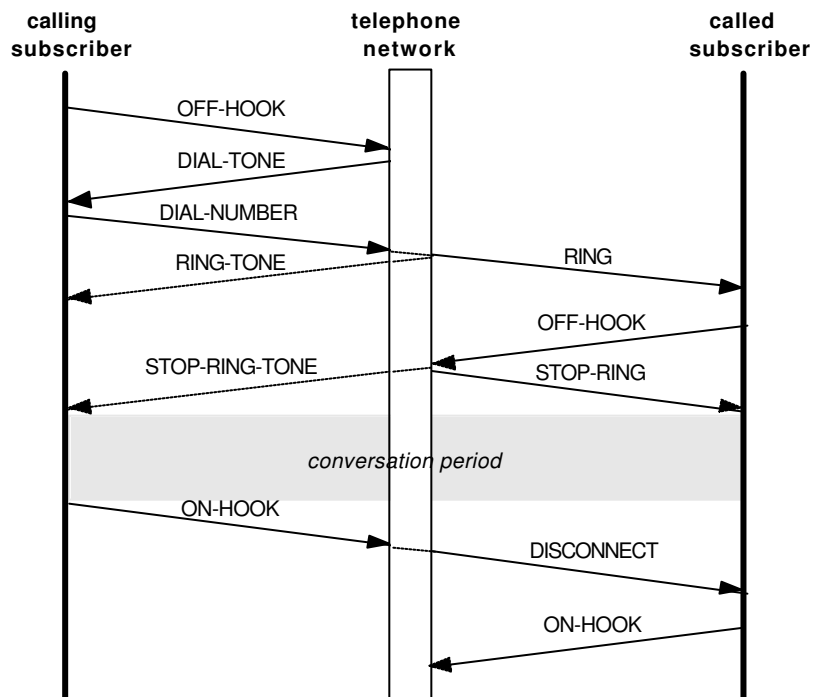 calling
subscriber
telephone
network
called
subscriber
OFF-HOOK
DIAL-TONE
DIAL-NUMBER
RING-TONE
RING
OFF-HOOK
STOP-RING-TONE
STOP-RING
conversation period
ON-HOOK
DISCONNECT
ON-HOOK